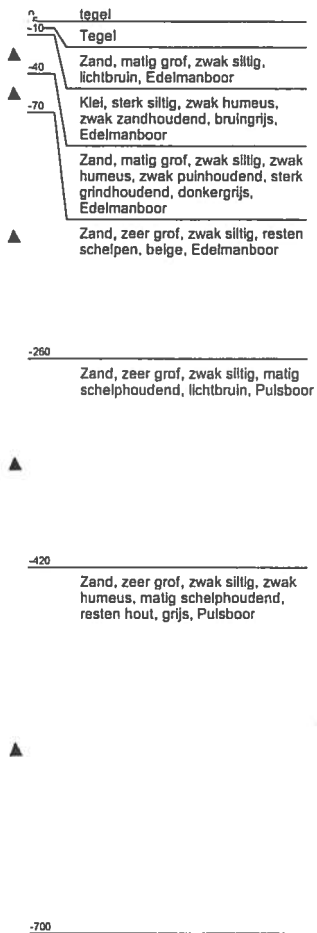 0 tegel
-10 Tegel
Zand, matig grof, zwak siltig,
lichtbruin, Edelmanboor
-40
Klei, sterk siltig, zwak humeus,
zwak zandhoudend, bruingrijs,
Edelmanboor
-70
Zand, matig grof, zwak siltig, zwak
humeus, zwak puinhoudend, sterk
grindhoudend, donkergrijs,
Edelmanboor
Zand, zeer grof, zwak siltig, resten
schelpen, beige, Edelmanboor
-260
Zand, zeer grof, zwak siltig, matig
schelphoudend, lichtbruin, Pulsboor
-420
Zand, zeer grof, zwak siltig, zwak
humeus, matig schelphoudend,
resten hout, grijs, Pulsboor
-700